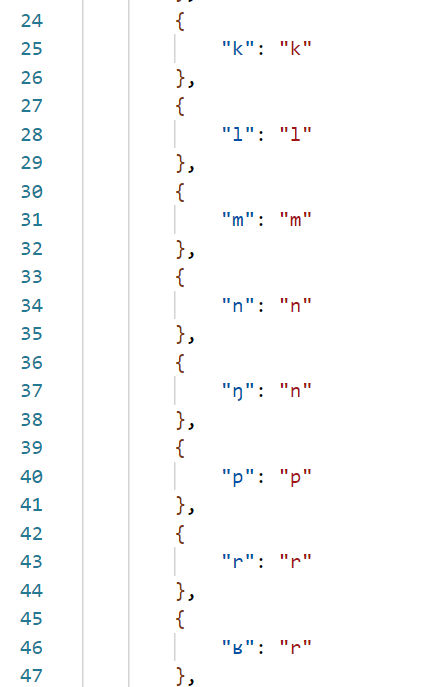 },
24 {
25 "k": "k"
26 },
27 {
28 "l": "l"
29 },
30 {
31 "m": "m"
32 },
33 {
34 "n": "n"
35 },
36 {
37 "ŋ": "n"
38 },
39 {
40 "p": "p"
41 },
42 {
43 "r": "r"
44 },
45 {
46 "ʁ": "r"
47 },